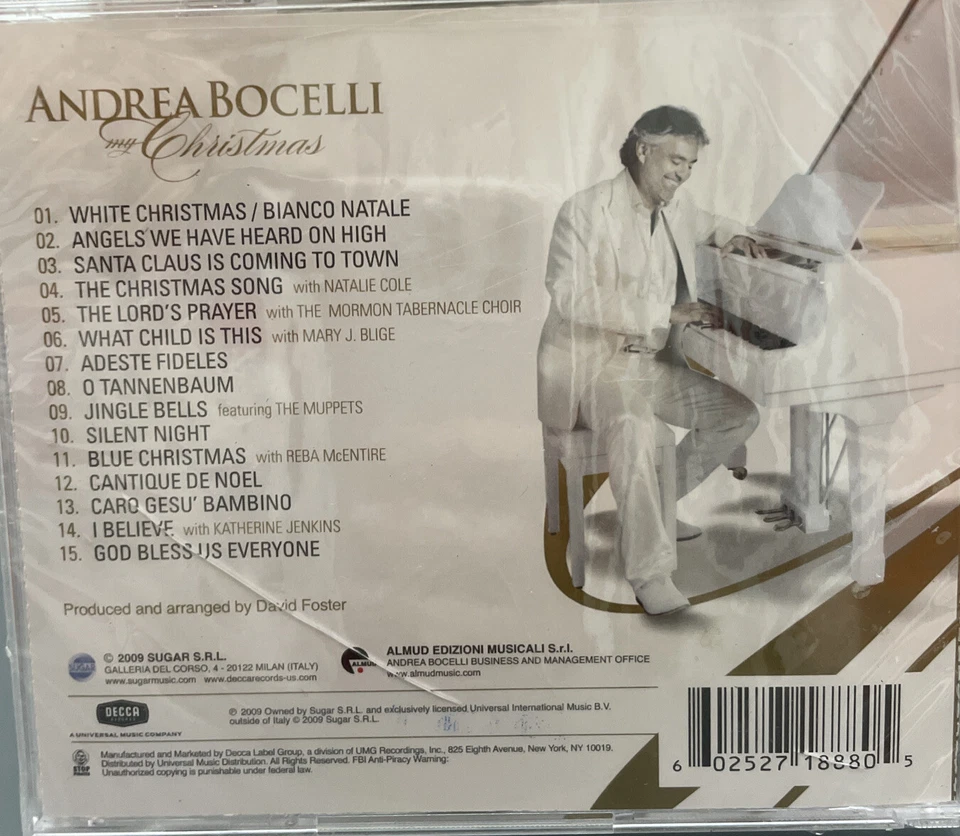 ANDREA BOCELLI
my Christmas
01. WHITE CHRISTMAS / BIANCO NATALE
02. ANGELS WE HAVE HEARD ON HIGH
03. SANTA CLAUS IS COMING TO TOWN
04. THE CHRISTMAS SONG with NATALIE COLE
05. THE LORD'S PRAYER with THE MORMON TABERNACLE CHOIR
06. WHAT CHILD IS THIS with MARY J. BLIGE
07. ADESTE FIDELES
08. O TANNENBAUM
09. JINGLE BELLS featuring THE MUPPETS
10. SILENT NIGHT
11. BLUE CHRISTMAS with REBA McENTIRE
12. CANTIQUE DE NOEL
13. CARO GESU' BAMBINO
14. I BELIEVE with KATHERINE JENKINS
15. GOD BLESS US EVERYONE
Produced and arranged by David Foster
SUGAR
© 2009 SUGAR S.R.L.
GALLERIA DEL CORSO, 4 - 20122 MILAN (ITALY)
www.sugarmusic.com www.deccarecords-us.com
ALMUD
ALMUD EDIZIONI MUSICALI S.r.l.
ANDREA BOCELLI BUSINESS AND MANAGEMENT OFFICE
www.almudmusic.com
DECCA
RECORDS
A UNIVERSAL MUSIC COMPANY
℗ 2009 Owned by Sugar S.R.L. and exclusively licensed Universal International Music B.V.
outside of Italy © 2009 Sugar S.R.L.
STOP
Manufactured and Marketed by Decca Label Group, a division of UMG Recordings, Inc., 825 Eighth Avenue, New York, NY 10019.
Distributed by Universal Music Distribution. All Rights Reserved. FBI Anti-Piracy Warning:
Unauthorized copying is punishable under federal law.
6 02527 18880 5